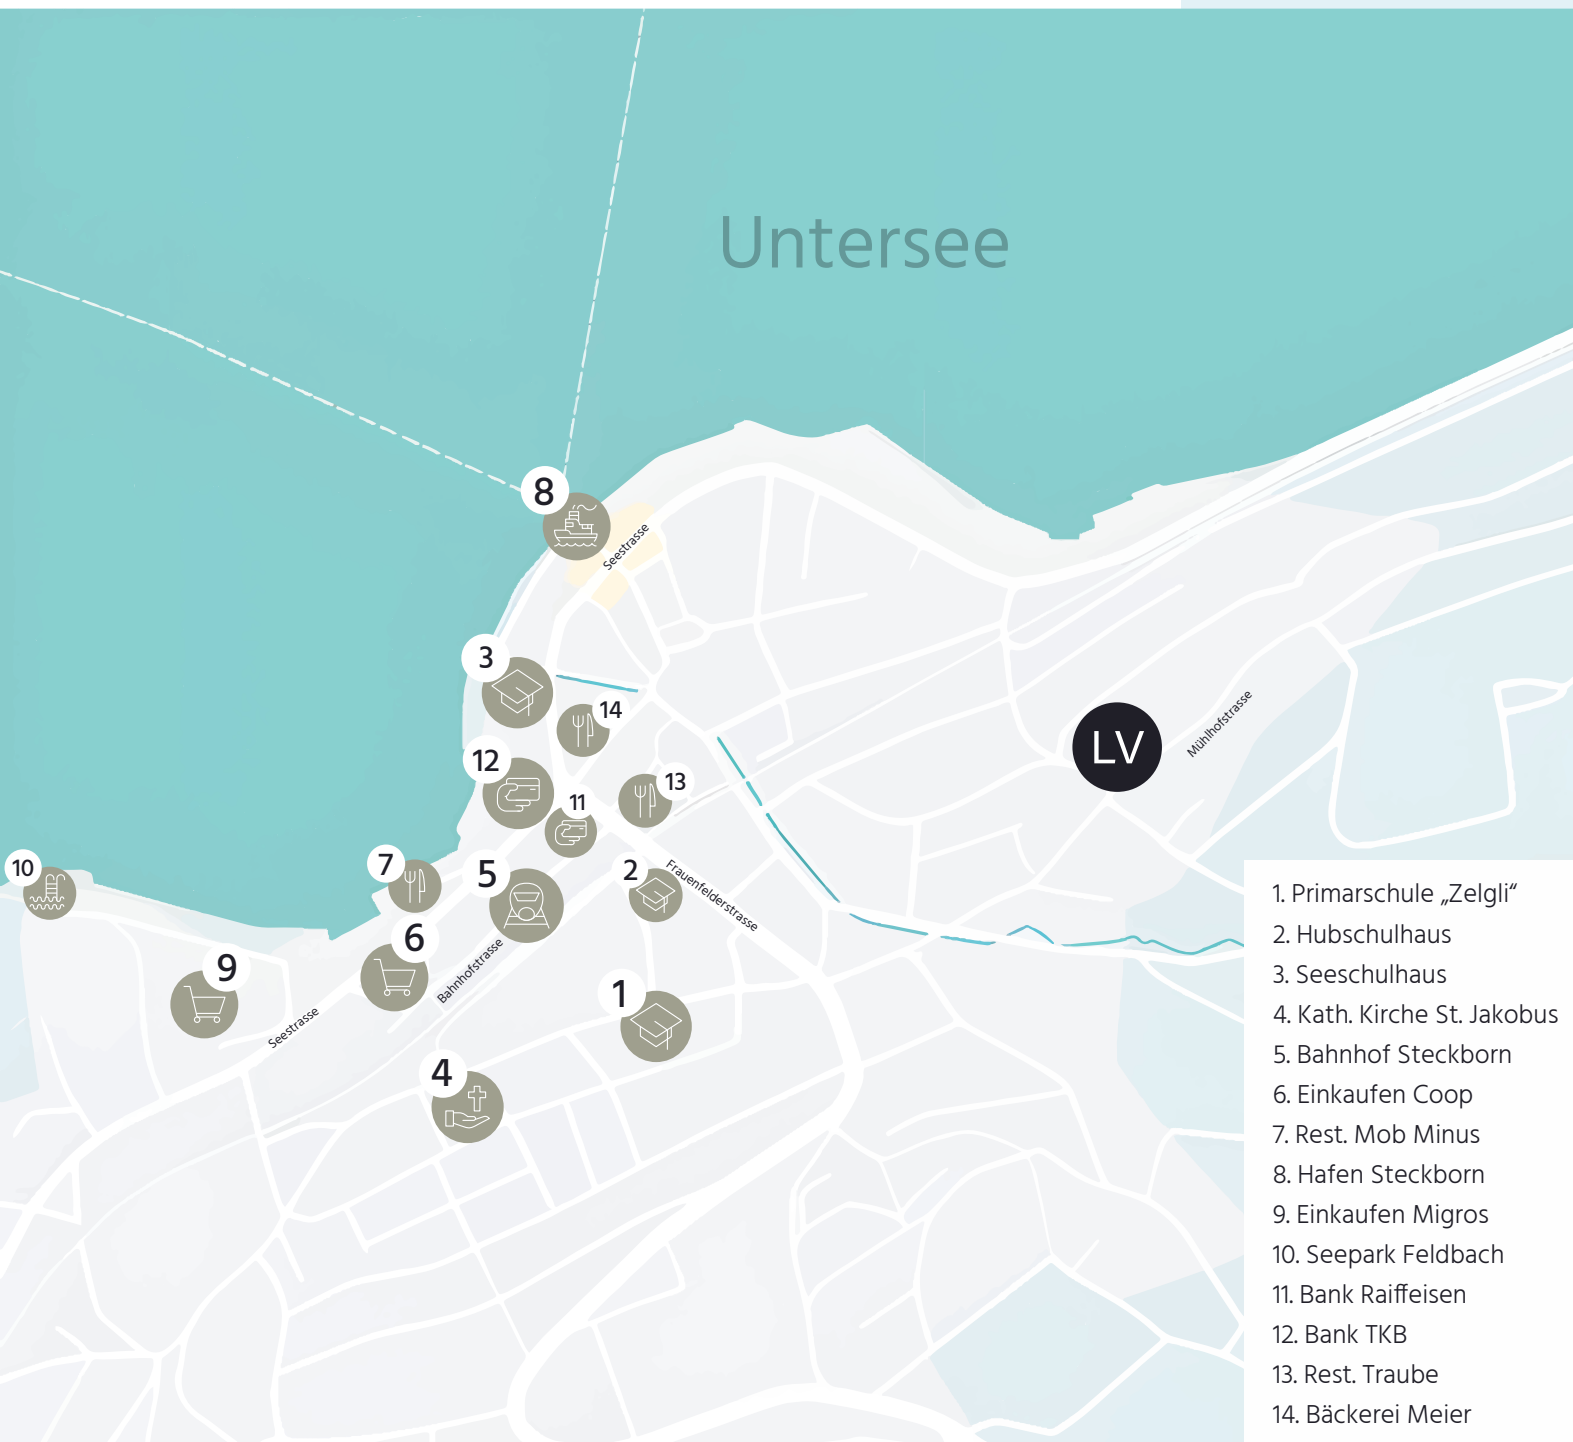 Untersee
8
Seestrasse
3
14
LV
Mühlhofstrasse
12
13
11
7
5
2
10
Frauenfelderstrasse
6
Bahnhofstrasse
9
1
Seestrasse
4
1. Primarschule „Zelgli“
2. Hubschulhaus
3. Seeschulhaus
4. Kath. Kirche St. Jakobus
5. Bahnhof Steckborn
6. Einkaufen Coop
7. Rest. Mob Minus
8. Hafen Steckborn
9. Einkaufen Migros
10. Seepark Feldbach
11. Bank Raiffeisen
12. Bank TKB
13. Rest. Traube
14. Bäckerei Meier